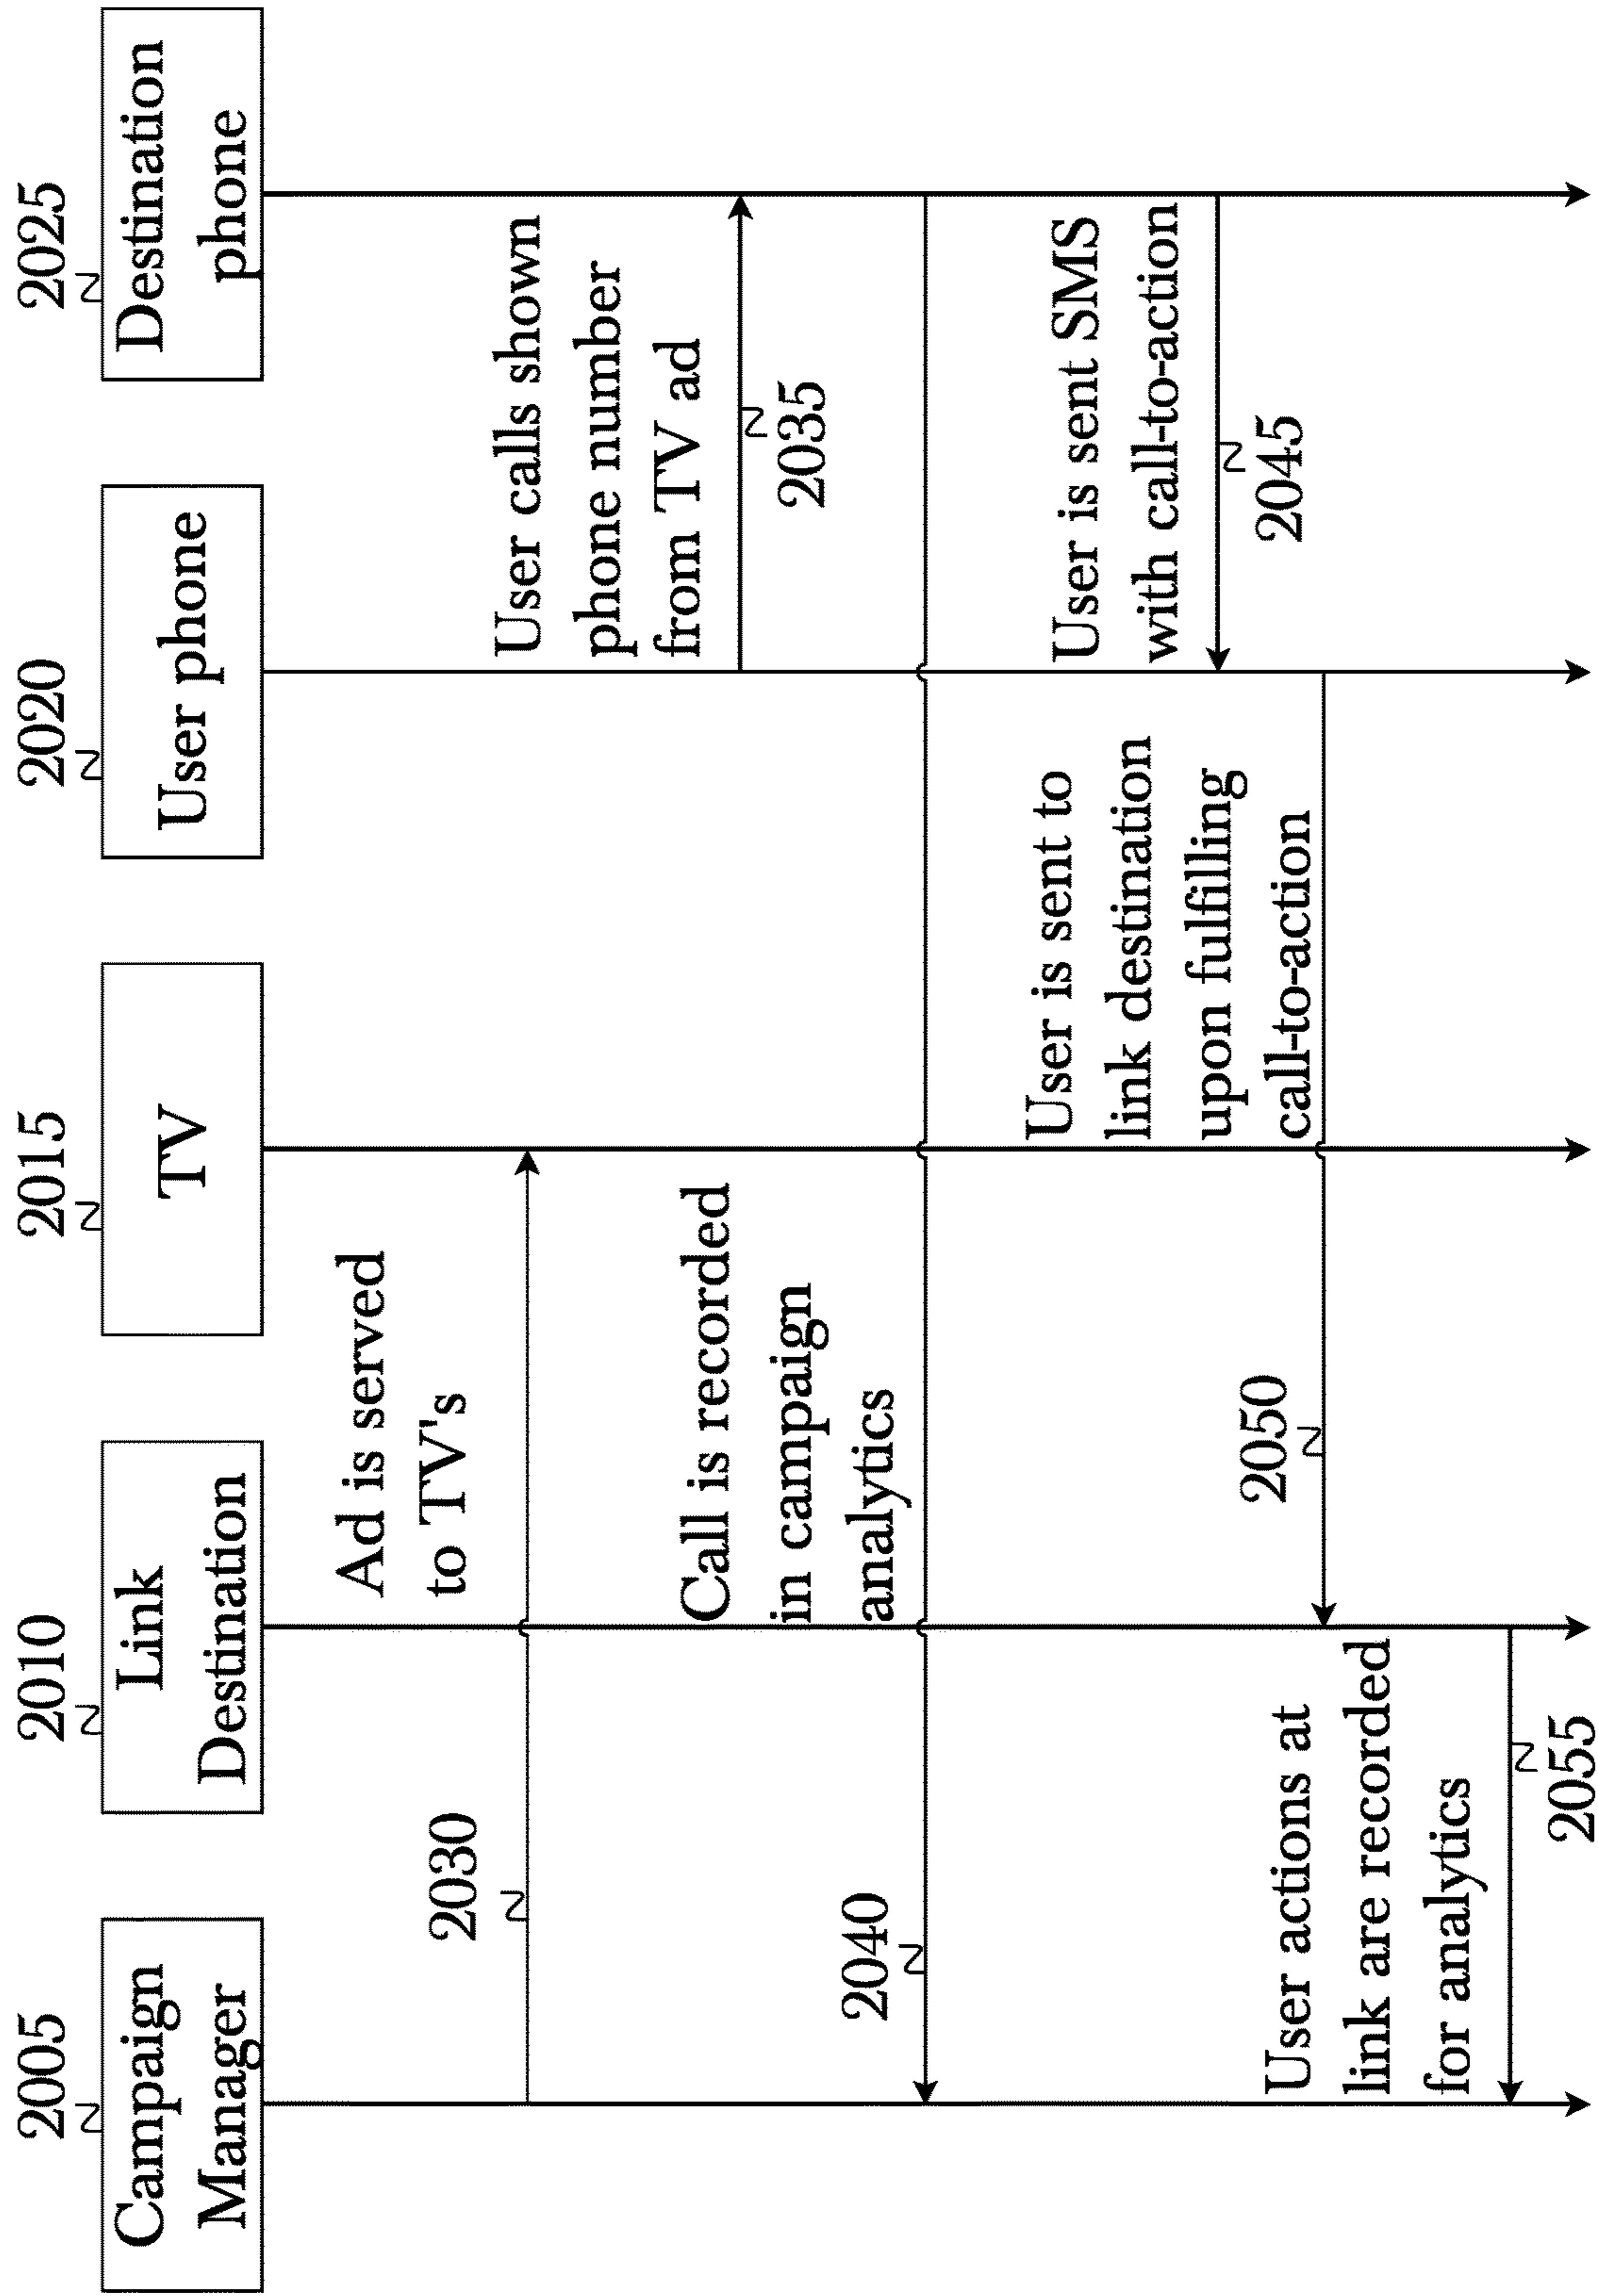 2005
Campaign
Manager
2010
Link
Destination
2015
TV
2020
User phone
2025
Destination
phone
Ad is served
to TV's
2030
User calls shown
phone number
from TV ad
2035
Call is recorded
in campaign
analytics
2040
User is sent SMS
with call-to-action
2045
User is sent to
link destination
upon fulfilling
call-to-action
2050
User actions at
link are recorded
for analytics
2055